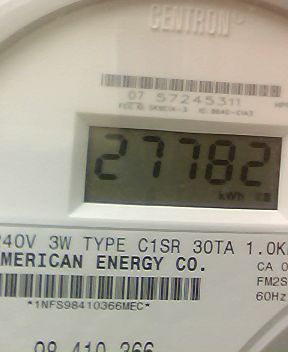 CENTRON®
07 57245311
27782
kWh
240V 3W TYPE C1SR 30TA 1.0K
AMERICAN ENERGY CO.
CA 0
FM2S
60Hz
*1NFS98410366MEC*
98 410 366